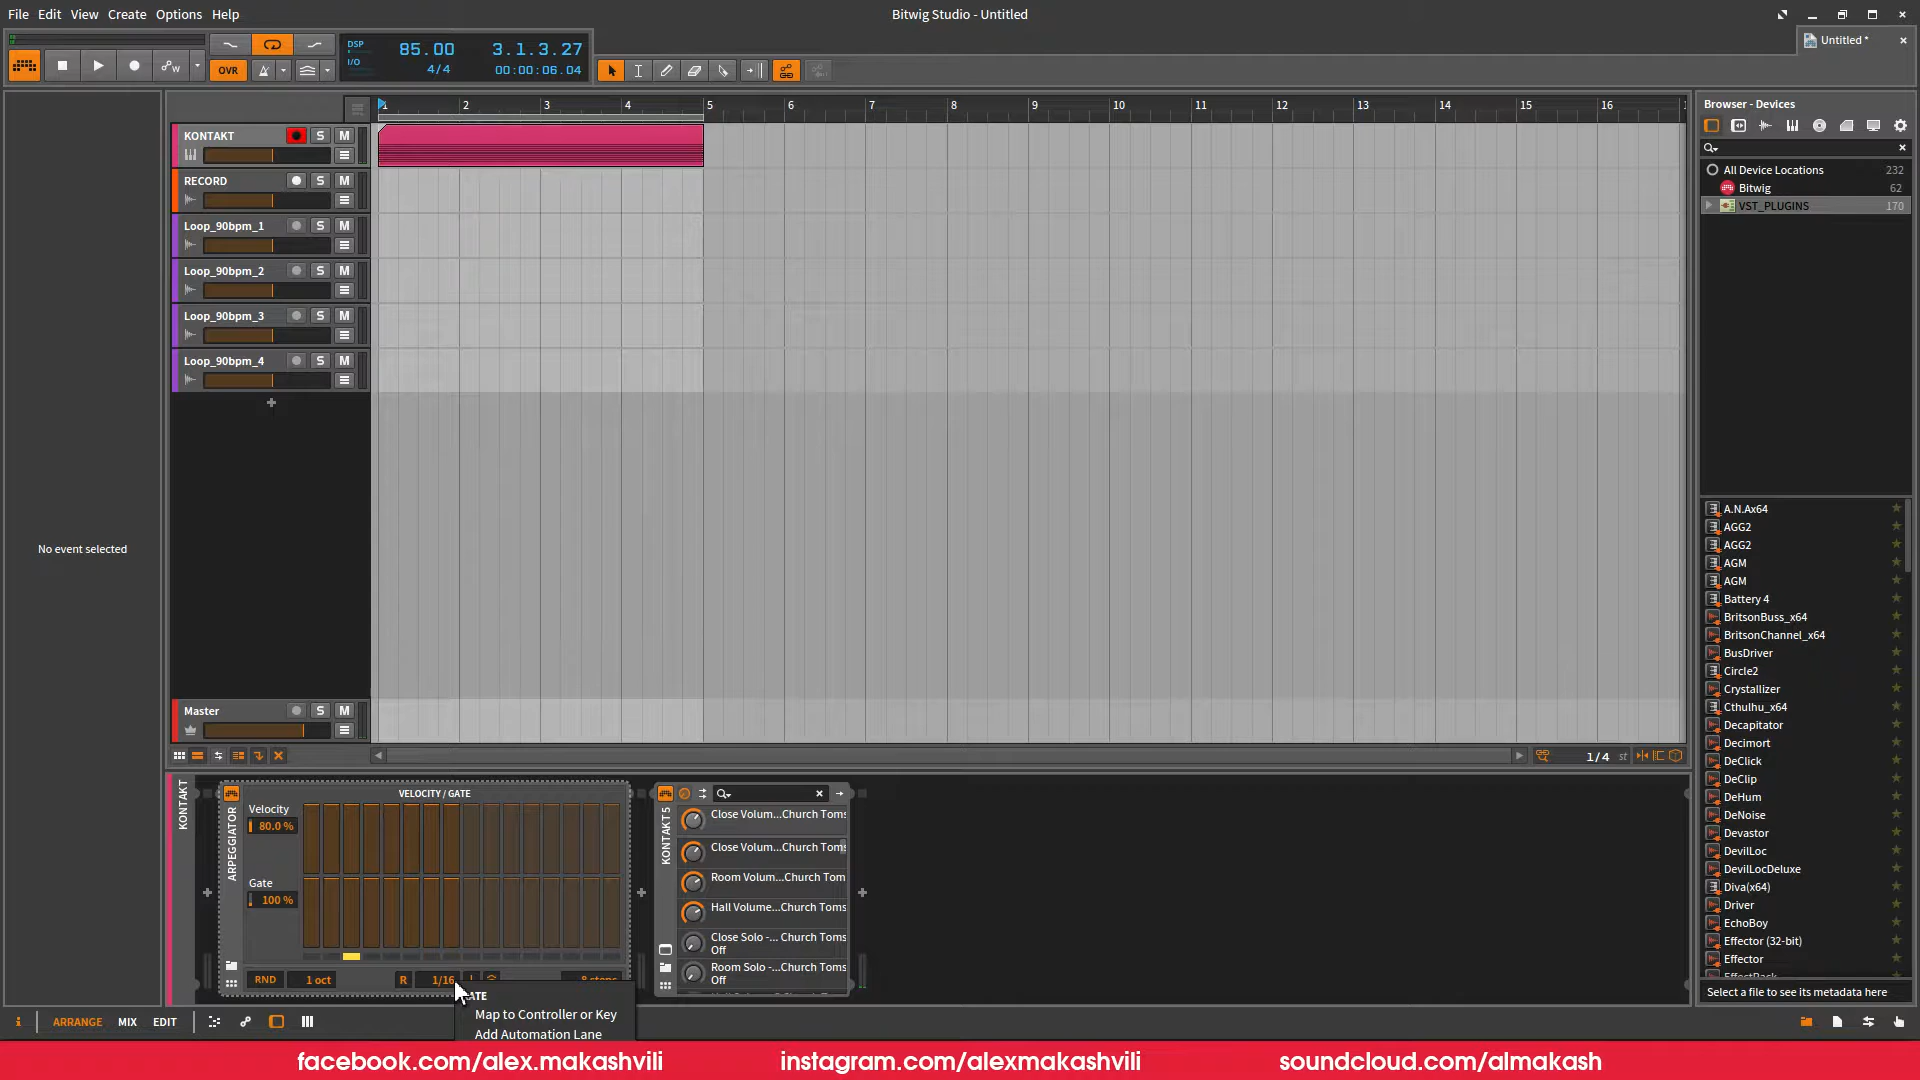 File Edit View Create Options Help
Bitwig Studio - Untitled
Untitled *
OVR
DSP
I/O
85.00
4/4
3.1.3.27
00:00:06.04
1 2 3 4 5 6 7 8 9 10 11 12 13 14 15 16
KONTAKT S M
RECORD S M
Loop_90bpm_1 S M
Loop_90bpm_2 S M
Loop_90bpm_3 S M
Loop_90bpm_4 S M
No event selected
Master S M
1/4 st
Browser - Devices
All Device Locations 232
Bitwig 62
VST_PLUGINS 170
A.N.Ax64
AGG2
AGG2
AGM
AGM
Battery 4
BritsonBuss_x64
BritsonChannel_x64
BusDriver
Circle2
Crystallizer
Cthulhu_x64
Decapitator
Decimort
DeClick
DeClip
DeHum
DeNoise
Devastor
DevilLoc
DevilLocDeluxe
Diva(x64)
Driver
EchoBoy
Effector (32-bit)
Effector
EffectRack
Select a file to see its metadata here
KONTAKT
ARPEGGIATOR
VELOCITY / GATE
Velocity
80.0 %
Gate
100 %
RND 1 oct R 1/16 8 steps
KONTAKT 5
Close Volum...Church Toms
Close Volum...Church Toms
Room Volum...Church Tom
Hall Volume...Church Toms
Close Solo -... Church Toms
Off
Room Solo -...Church Toms
Off
Map to Controller or Key
Add Automation Lane
i ARRANGE MIX EDIT
facebook.com/alex.makashvili
instagram.com/alexmakashvili
soundcloud.com/almakash